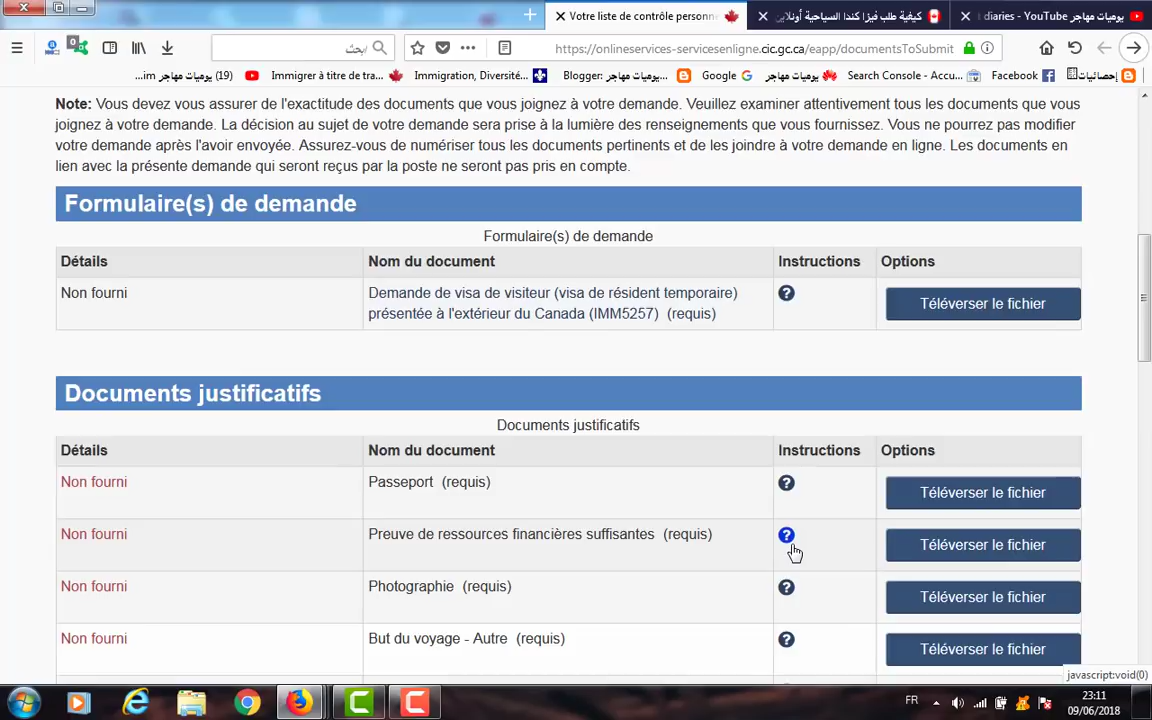 Votre liste de contrôle personn
كيفية طلب فيزا كندا السياحية أونلاين
يوميات مهاجر diaries - YouTube
ابحث
https://onlineservices-servicesenligne.cic.gc.ca/eapp/documentsToSubmit
(19) يوميات مهاجر im...
Immigrer à titre de tra...
Immigration, Diversité...
Blogger: يوميات مهاجر...
Google
يوميات مهاجر
Search Console - Accu...
Facebook
إحصائيات
Note: Vous devez vous assurer de l'exactitude des documents que vous joignez à votre demande. Veuillez examiner attentivement tous les documents que vous
joignez à votre demande. La décision au sujet de votre demande sera prise à la lumière des renseignements que vous fournissez. Vous ne pourrez pas modifier
votre demande après l'avoir envoyée. Assurez-vous de numériser tous les documents pertinents et de les joindre à votre demande en ligne. Les documents en
lien avec la présente demande qui seront reçus par la poste ne seront pas pris en compte.
Formulaire(s) de demande
Formulaire(s) de demande
Détails Nom du document Instructions Options
Non fourni Demande de visa de visiteur (visa de résident temporaire) ? Téléverser le fichier
présentée à l'extérieur du Canada (IMM5257) (requis)
Documents justificatifs
Documents justificatifs
Détails Nom du document Instructions Options
Non fourni Passeport (requis) ? Téléverser le fichier
Non fourni Preuve de ressources financières suffisantes (requis) ? Téléverser le fichier
Non fourni Photographie (requis) ? Téléverser le fichier
Non fourni But du voyage - Autre (requis) ? Téléverser le fichier
javascript:void(0)
FR
23:11
09/06/2018